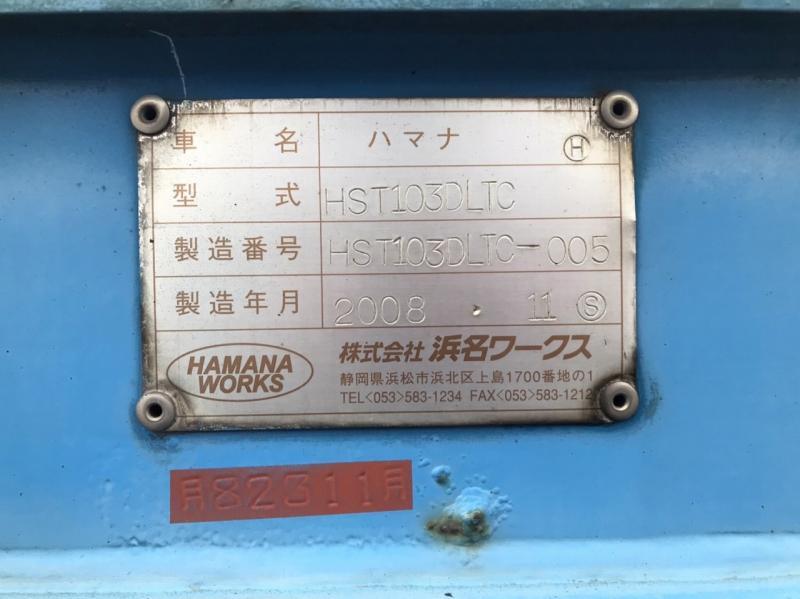 車名 ハマナ Ⓗ
型式 HST103DLTC
製造番号 HST103DLTC-005
製造年月 2008 . 11 Ⓢ
HAMANA
WORKS
株式会社 浜名ワークス
静岡県浜松市浜北区上島1700番地の1
TEL<053>583-1234 FAX<053>583-1212
月82311月